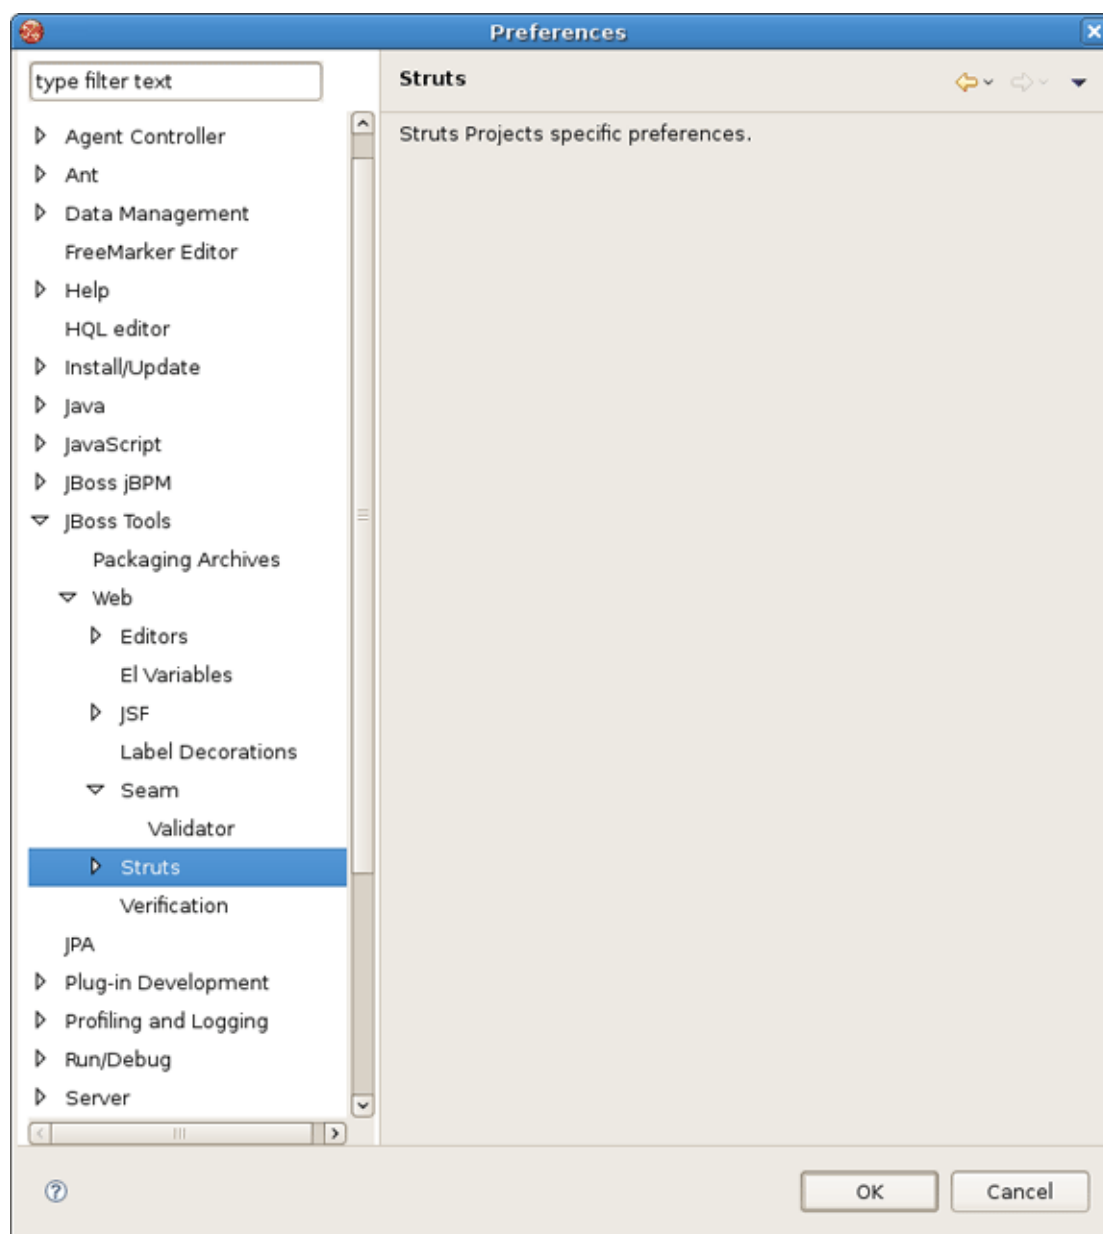 Preferences
type filter text
Struts
Struts Projects specific preferences.
Agent Controller
Ant
Data Management
FreeMarker Editor
Help
HQL editor
Install/Update
Java
JavaScript
JBoss jBPM
JBoss Tools
Packaging Archives
Web
Editors
El Variables
JSF
Label Decorations
Seam
Validator
Struts
Verification
JPA
Plug-in Development
Profiling and Logging
Run/Debug
Server
OK
Cancel